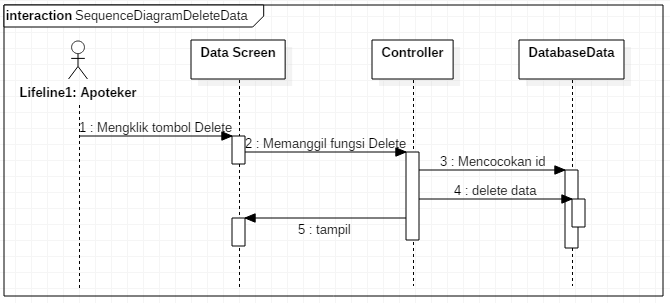 interaction SequenceDiagramDeleteData
Lifeline1: Apoteker
Data Screen
Controller
DatabaseData
1 : Mengklik tombol Delete
2 : Memanggil fungsi Delete
3 : Mencocokan id
4 : delete data
5 : tampil